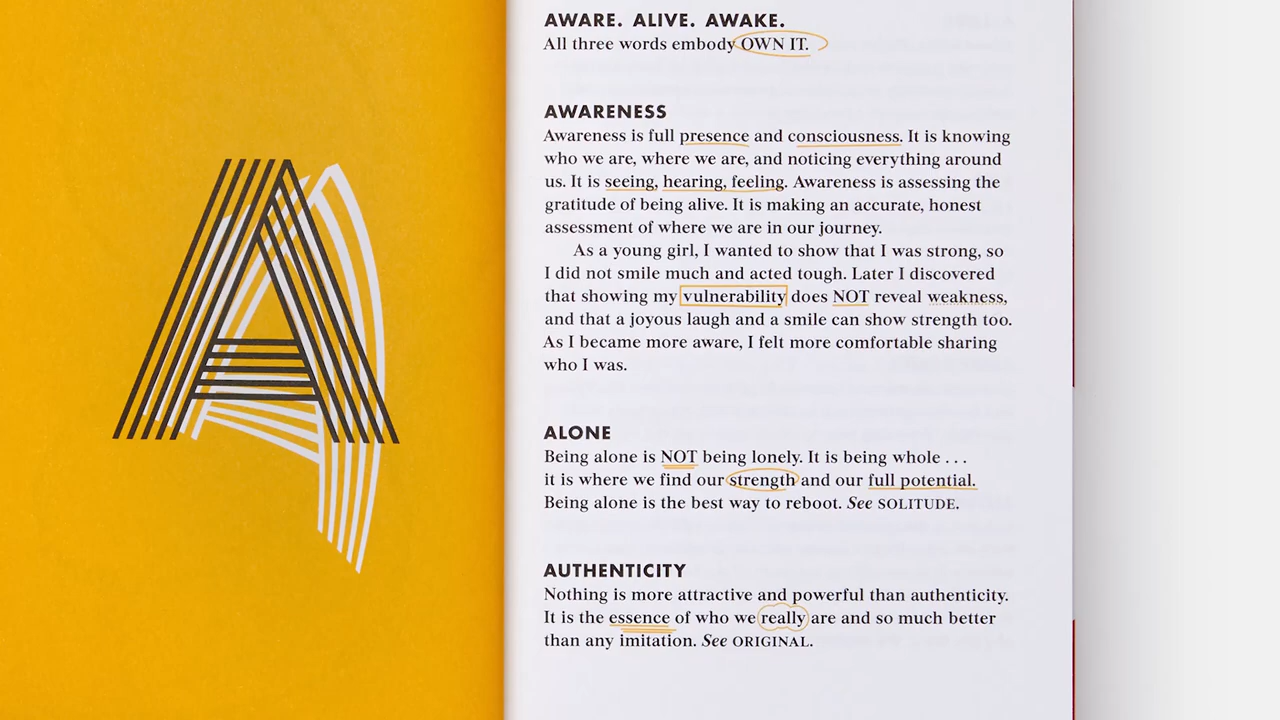 A
AWARE. ALIVE. AWAKE.
All three words embody OWN IT.
AWARENESS
Awareness is full presence and consciousness. It is knowing
who we are, where we are, and noticing everything around
us. It is seeing, hearing, feeling. Awareness is assessing the
gratitude of being alive. It is making an accurate, honest
assessment of where we are in our journey.
As a young girl, I wanted to show that I was strong, so
I did not smile much and acted tough. Later I discovered
that showing my vulnerability does NOT reveal weakness,
and that a joyous laugh and a smile can show strength too.
As I became more aware, I felt more comfortable sharing
who I was.
ALONE
Being alone is NOT being lonely. It is being whole . . .
it is where we find our strength and our full potential.
Being alone is the best way to reboot. See SOLITUDE.
AUTHENTICITY
Nothing is more attractive and powerful than authenticity.
It is the essence of who we really are and so much better
than any imitation. See ORIGINAL.